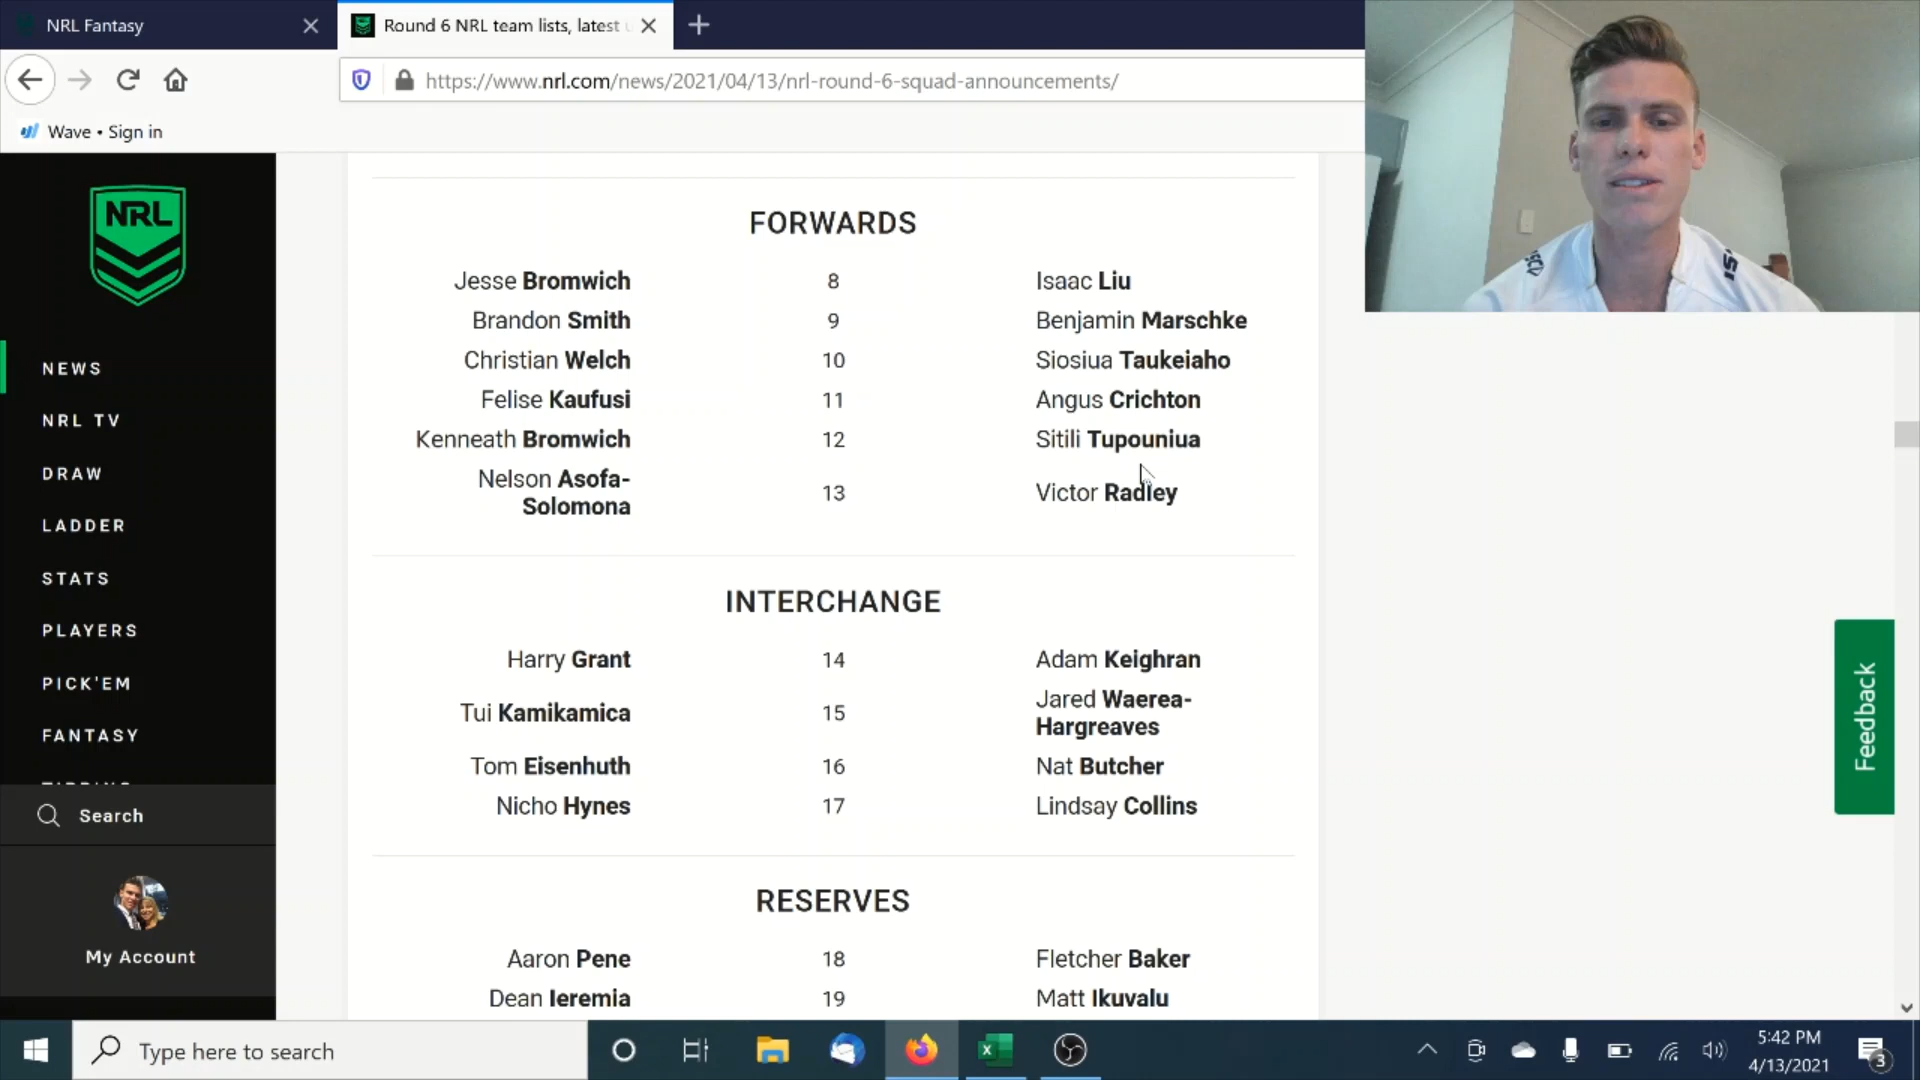 NRL Fantasy
Round 6 NRL team lists, latest u
https://www.nrl.com/news/2021/04/13/nrl-round-6-squad-announcements/
Wave • Sign in
NRL
NEWS
NRL TV
DRAW
LADDER
STATS
PLAYERS
PICK'EM
FANTASY
Search
My Account
FORWARDS
Jesse Bromwich 8 Isaac Liu
Brandon Smith 9 Benjamin Marschke
Christian Welch 10 Siosiua Taukeiaho
Felise Kaufusi 11 Angus Crichton
Kenneath Bromwich 12 Sitili Tupouniua
Nelson Asofa-
Solomona 13 Victor Radley
INTERCHANGE
Harry Grant 14 Adam Keighran
Tui Kamikamica 15 Jared Waerea-
Hargreaves
Tom Eisenhuth 16 Nat Butcher
Nicho Hynes 17 Lindsay Collins
RESERVES
Aaron Pene 18 Fletcher Baker
Dean Ieremia 19 Matt Ikuvalu
Feedback
Type here to search
5:42 PM
4/13/2021
3